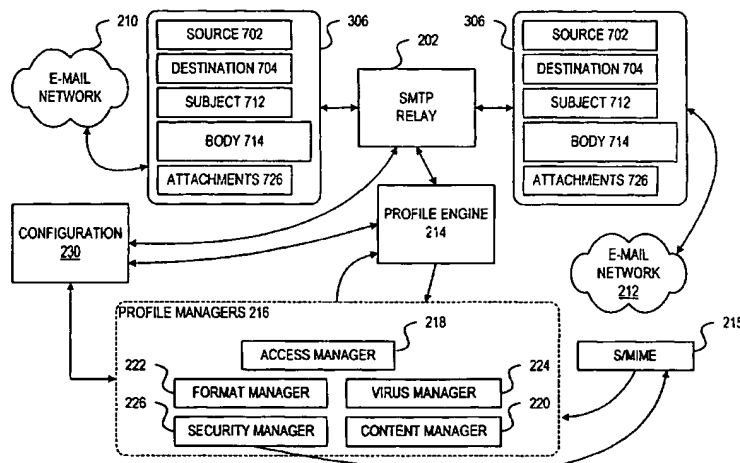 210
E-MAIL
NETWORK
SOURCE 702
DESTINATION 704
SUBJECT 712
BODY 714
ATTACHMENTS 726
306
202
SMTP
RELAY
306
SOURCE 702
DESTINATION 704
SUBJECT 712
BODY 714
ATTACHMENTS 726
CONFIGURATION
230
PROFILE ENGINE
214
E-MAIL
NETWORK
212
PROFILE MANAGERS 216
218
ACCESS MANAGER
222
FORMAT MANAGER
VIRUS MANAGER
224
226
SECURITY MANAGER
CONTENT MANAGER
220
215
S/MIME